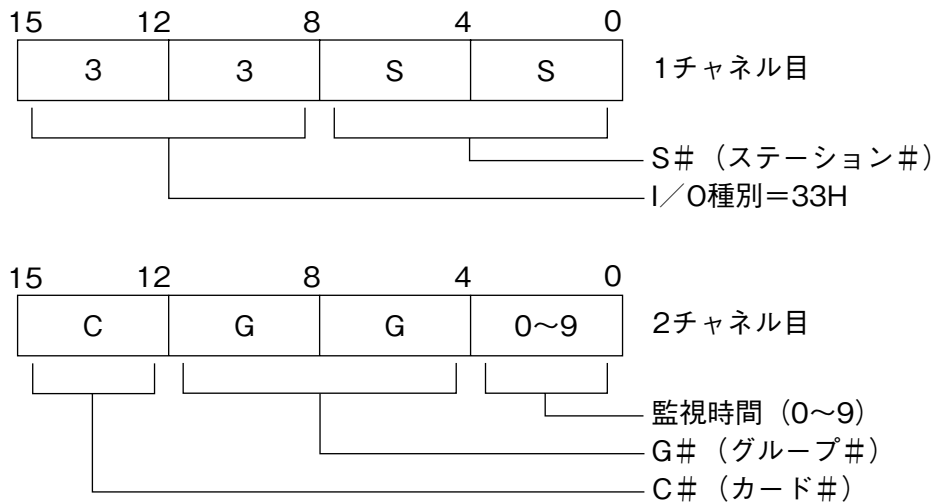 15 12 8 4 0
3 3 S S 1チャネル目
S#（ステーション#）
I／O種別＝33H
15 12 8 4 0
C G G 0〜9 2チャネル目
監視時間（0〜9）
G#（グループ#）
C#（カード#）